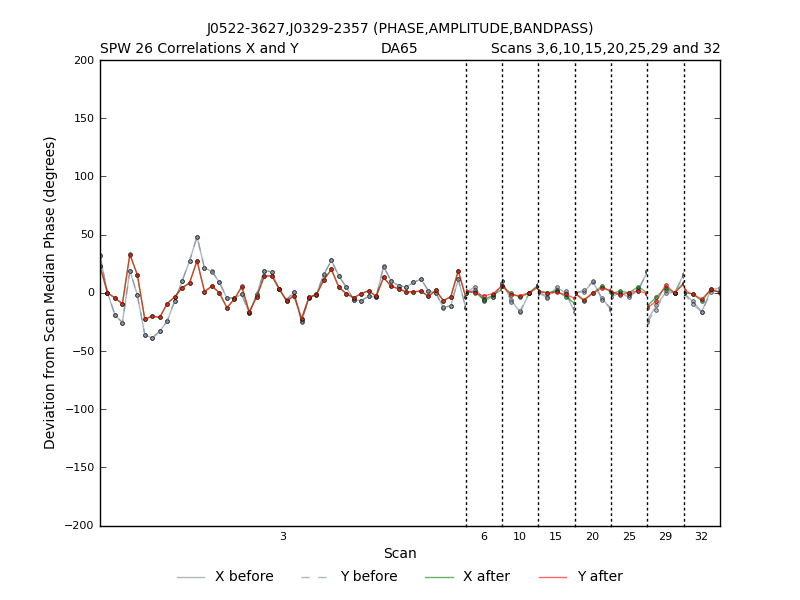 J0522-3627,J0329-2357 (PHASE,AMPLITUDE,BANDPASS)
SPW 26 Correlations X and Y DA65 Scans 3,6,10,15,20,25,29 and 32
200
150
100
50
0
−50
−100
−150
−200
Deviation from Scan Median Phase (degrees)
3 6 10 15 20 25 29 32
Scan
X before Y before X after Y after